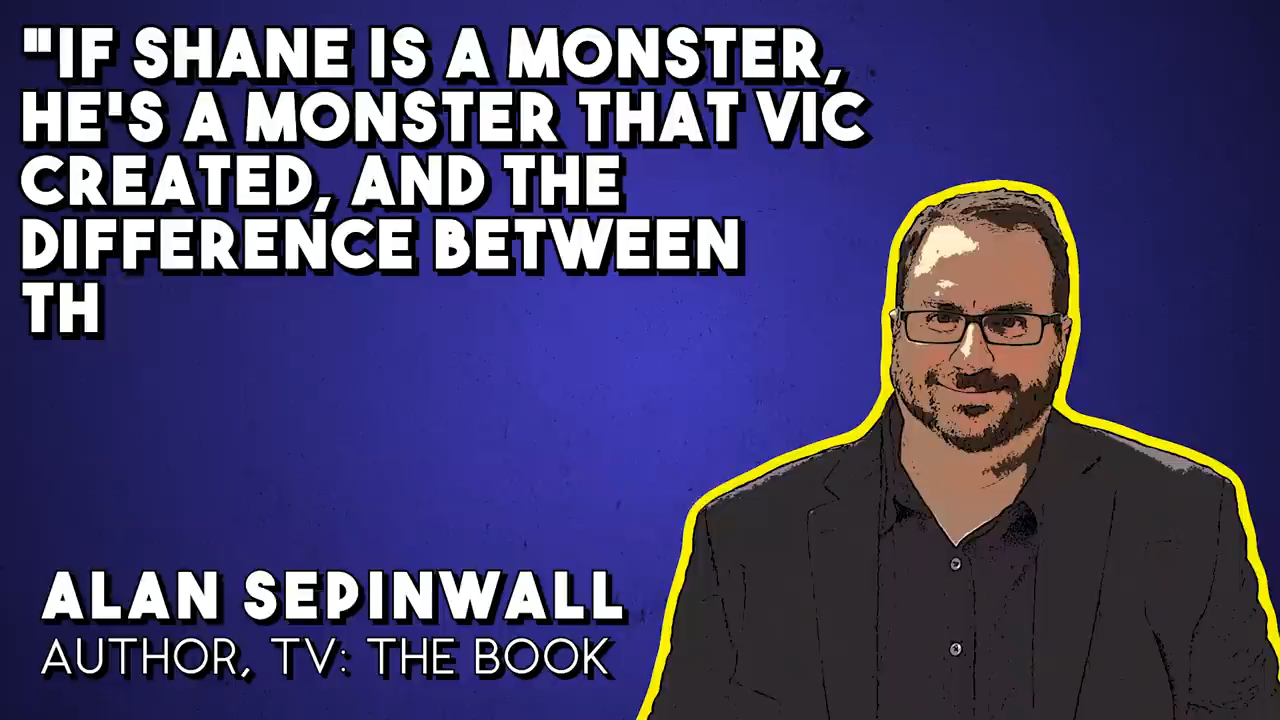 "IF SHANE IS A MONSTER,
HE'S A MONSTER THAT VIC
CREATED, AND THE
DIFFERENCE BETWEEN
TH
ALAN SEPINWALL
AUTHOR, TV: THE BOOK